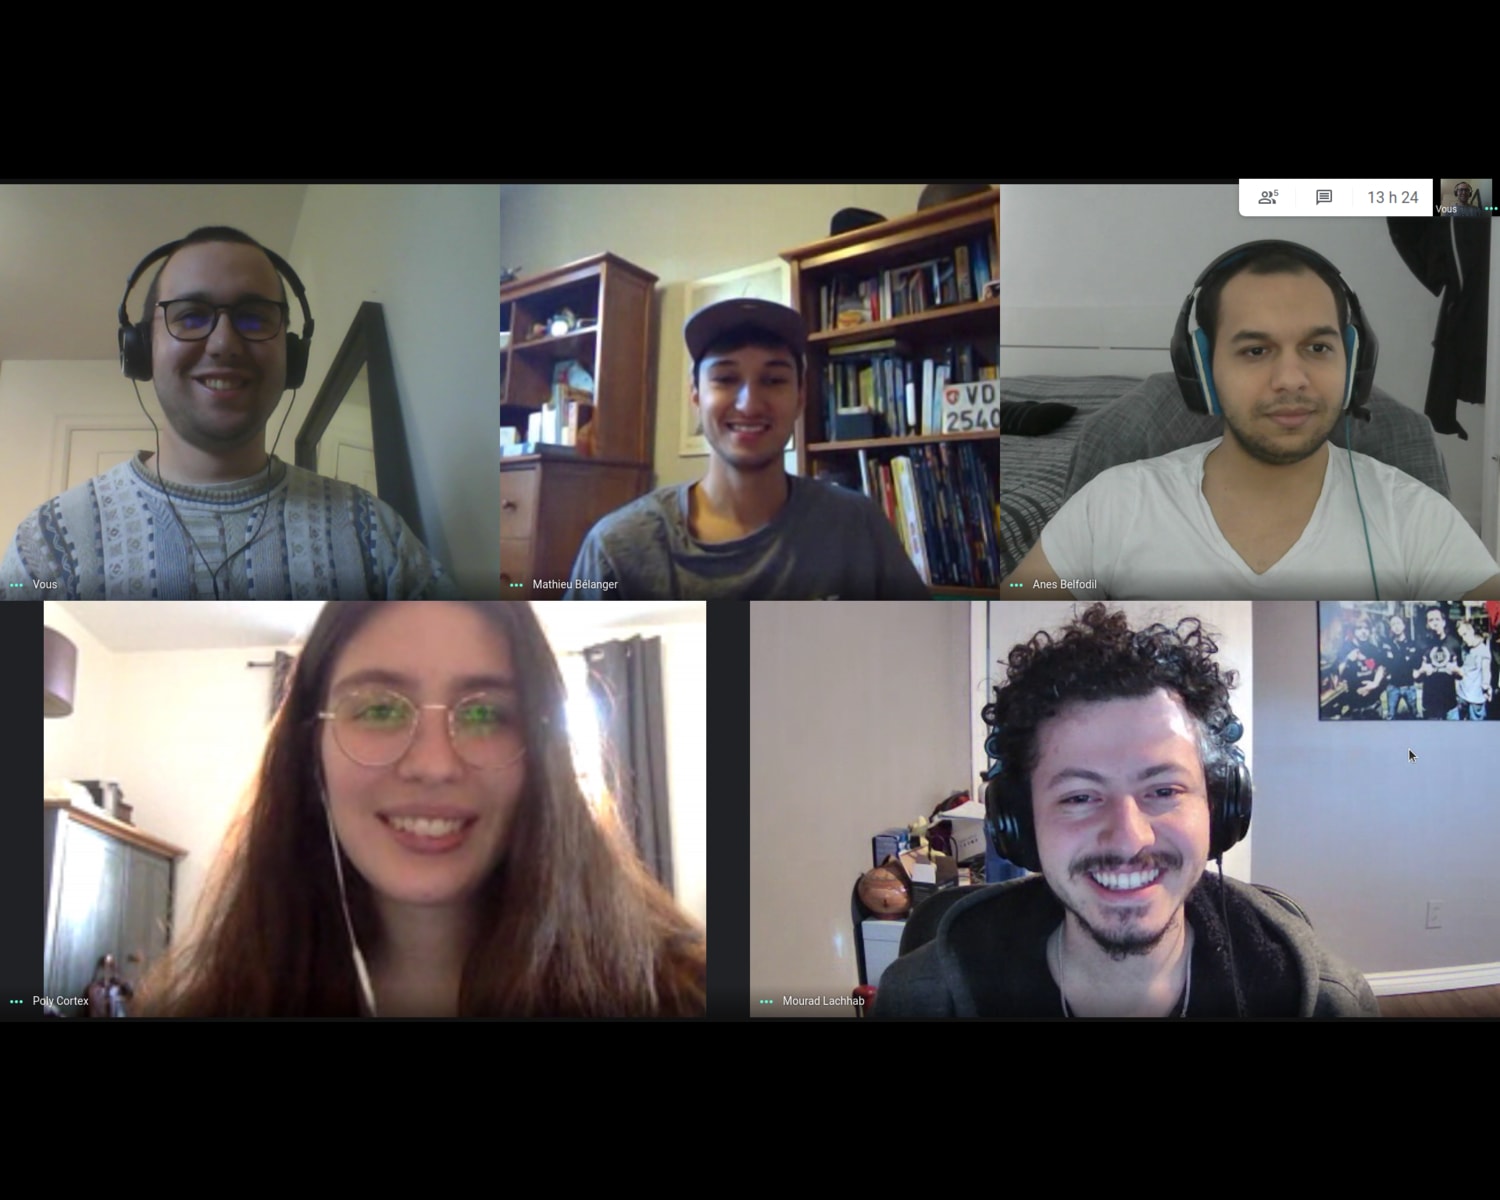 5
13 h 24
Vous
VD
2540
Vous
Mathieu Bélanger
Anes Belfodil
Poly Cortex
Mourad Lachhab